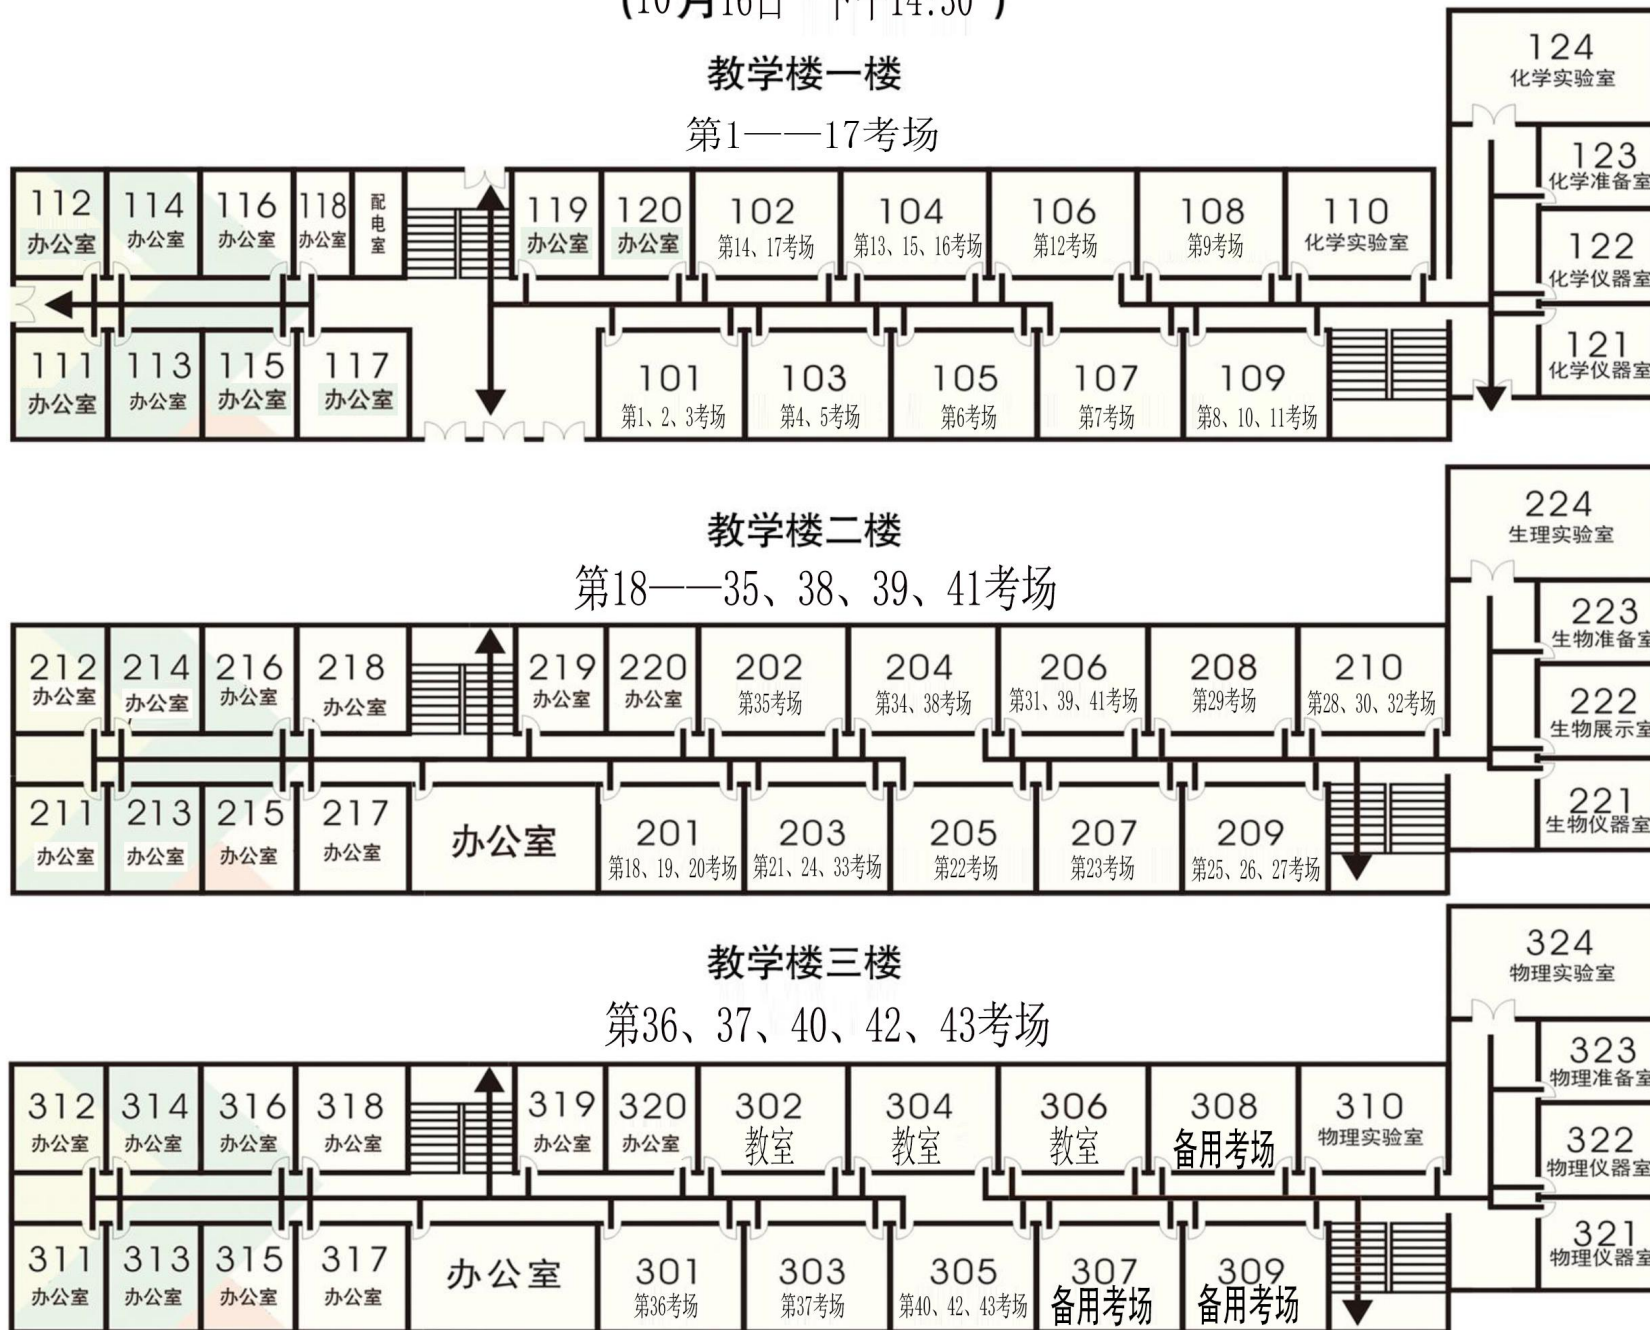 (10月16日 下午14:30 )
教学楼一楼
第1——17考场
124
化学实验室
123
化学准备室
122
化学仪器室
121
化学仪器室
112
办公室
114
办公室
116
办公室
118
办公室
配电室
119
办公室
120
办公室
102
第14、17考场
104
第13、15、16考场
106
第12考场
108
第9考场
110
化学实验室
111
办公室
113
办公室
115
办公室
117
办公室
101
第1、2、3考场
103
第4、5考场
105
第6考场
107
第7考场
109
第8、10、11考场
教学楼二楼
第18——35、38、39、41考场
224
生理实验室
223
生物准备室
222
生物展示室
221
生物仪器室
212
办公室
214
办公室
216
办公室
218
办公室
219
办公室
220
办公室
202
第35考场
204
第34、38考场
206
第31、39、41考场
208
第29考场
210
第28、30、32考场
211
办公室
213
办公室
215
办公室
217
办公室
办公室
201
第18、19、20考场
203
第21、24、33考场
205
第22考场
207
第23考场
209
第25、26、27考场
教学楼三楼
第36、37、40、42、43考场
324
物理实验室
323
物理准备室
322
物理仪器室
321
物理仪器室
312
办公室
314
办公室
316
办公室
318
办公室
319
办公室
320
办公室
302
教室
304
教室
306
教室
308
备用考场
310
物理实验室
311
办公室
313
办公室
315
办公室
317
办公室
办公室
301
第36考场
303
第37考场
305
第40、42、43考场
307
备用考场
309
备用考场